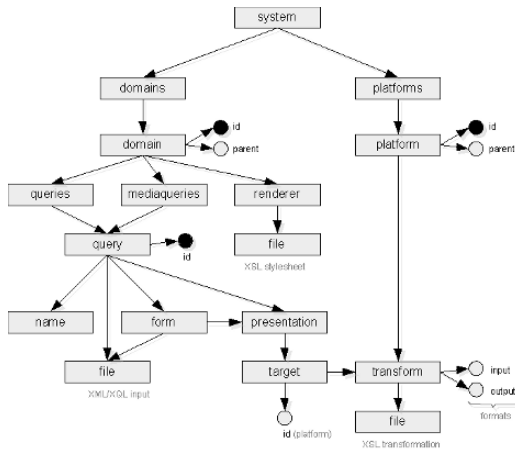 system
domains
platforms
domain
id
parent
platform
id
parent
queries
mediaqueries
renderer
query
id
file
XSL stylesheet
name
form
presentation
file
XML/XQL input
target
transform
input
output
formats
id (platform)
file
XSL transformation